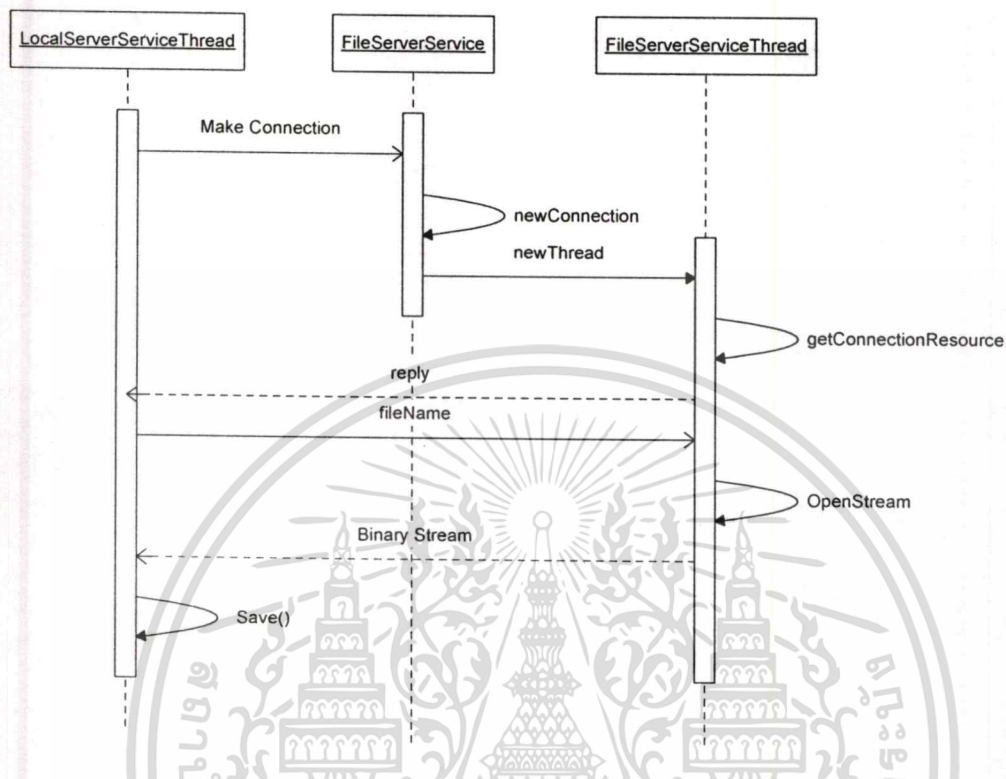 LocalServerServiceThread
FileServerService
FileServerServiceThread
Make Connection
newConnection
newThread
getConnectionResource
reply
fileName
OpenStream
Binary Stream
Save()